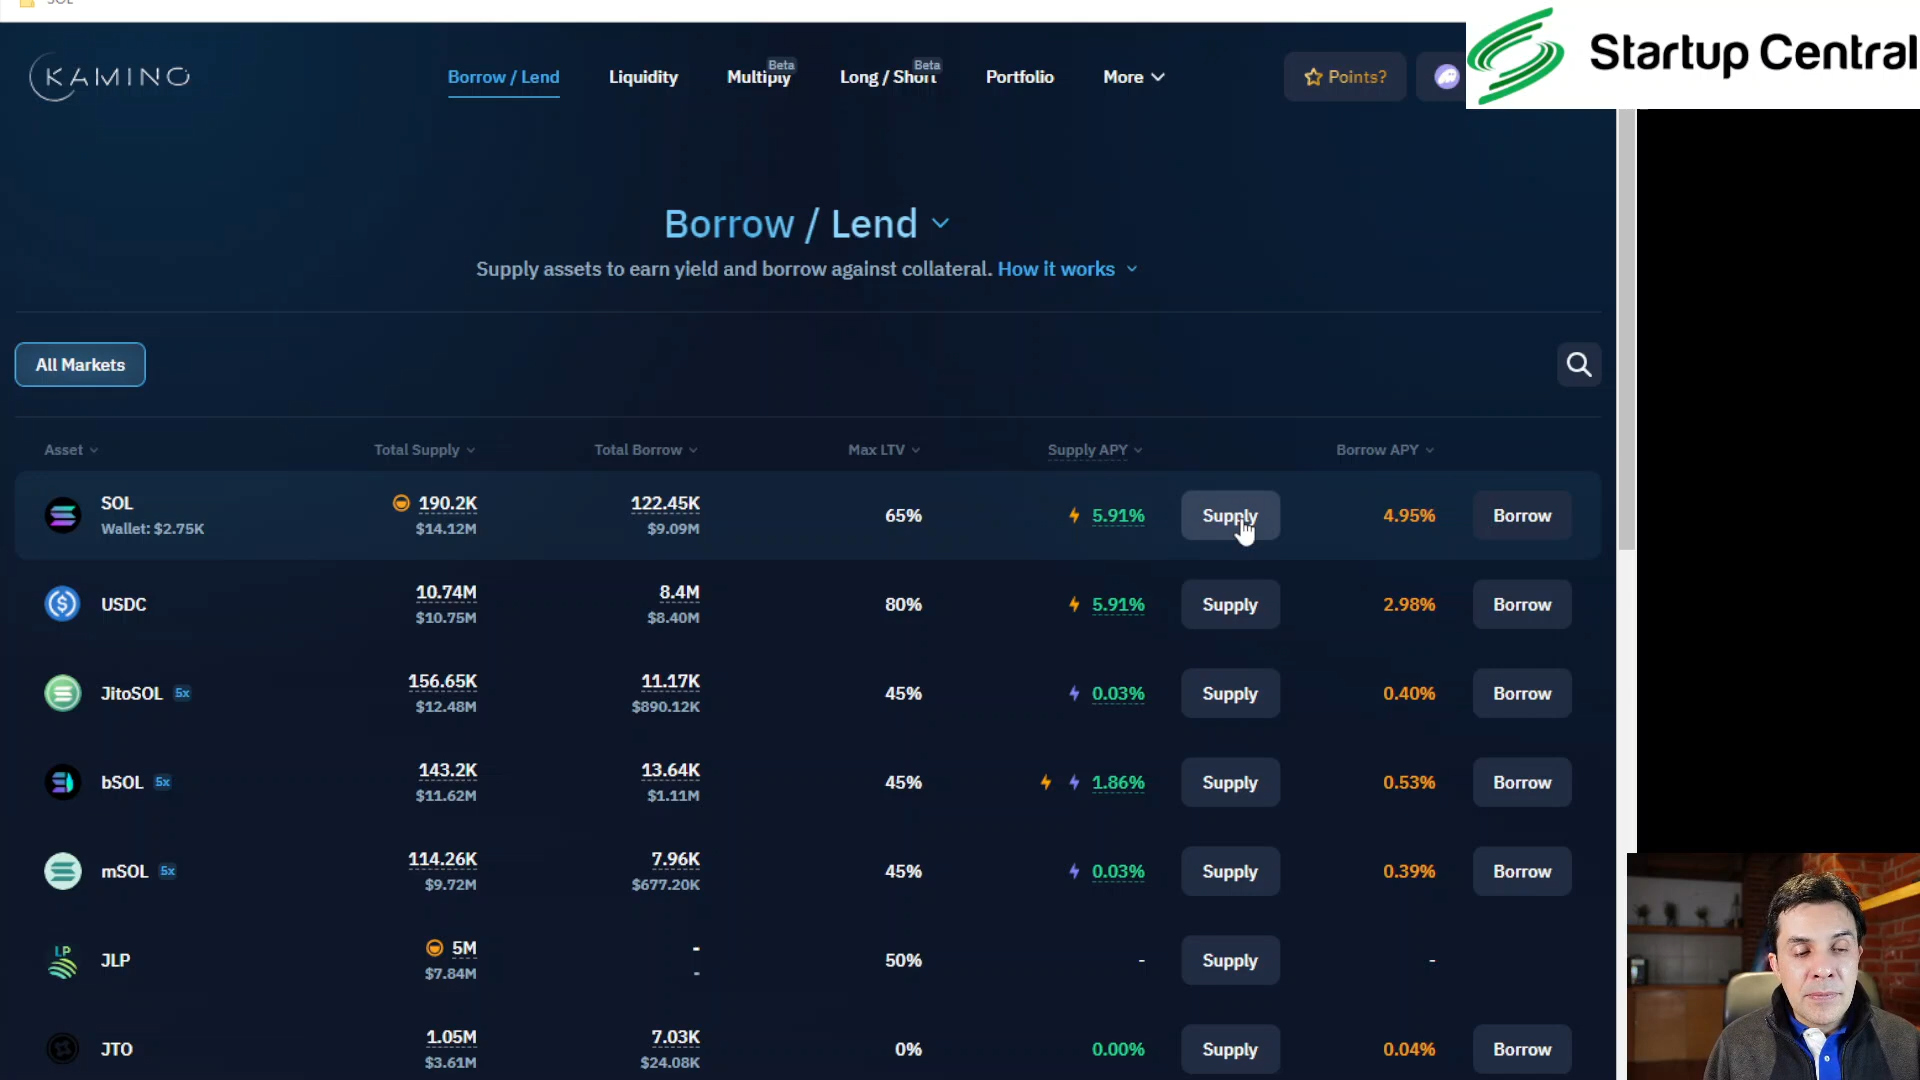 SOL
KAMINO
Borrow / Lend
Liquidity
Multiply
Beta
Long / Short
Beta
Portfolio
More
Points?
Startup Central
Borrow / Lend
Supply assets to earn yield and borrow against collateral. How it works
All Markets
Asset Total Supply Total Borrow Max LTV Supply APY Borrow APY
SOL 190.2K 122.45K 65% 5.91% Supply 4.95% Borrow
Wallet: $2.75K $14.12M $9.09M
USDC 10.74M 8.4M 80% 5.91% Supply 2.98% Borrow
$10.75M $8.40M
JitoSOL 5x 156.65K 11.17K 45% 0.03% Supply 0.40% Borrow
$12.48M $890.12K
bSOL 5x 143.2K 13.64K 45% 1.86% Supply 0.53% Borrow
$11.62M $1.11M
mSOL 5x 114.26K 7.96K 45% 0.03% Supply 0.39% Borrow
$9.72M $677.20K
LP JLP 5M - 50% - Supply -
$7.84M -
JTO 1.05M 7.03K 0% 0.00% Supply 0.04% Borrow
$3.61M $24.08K